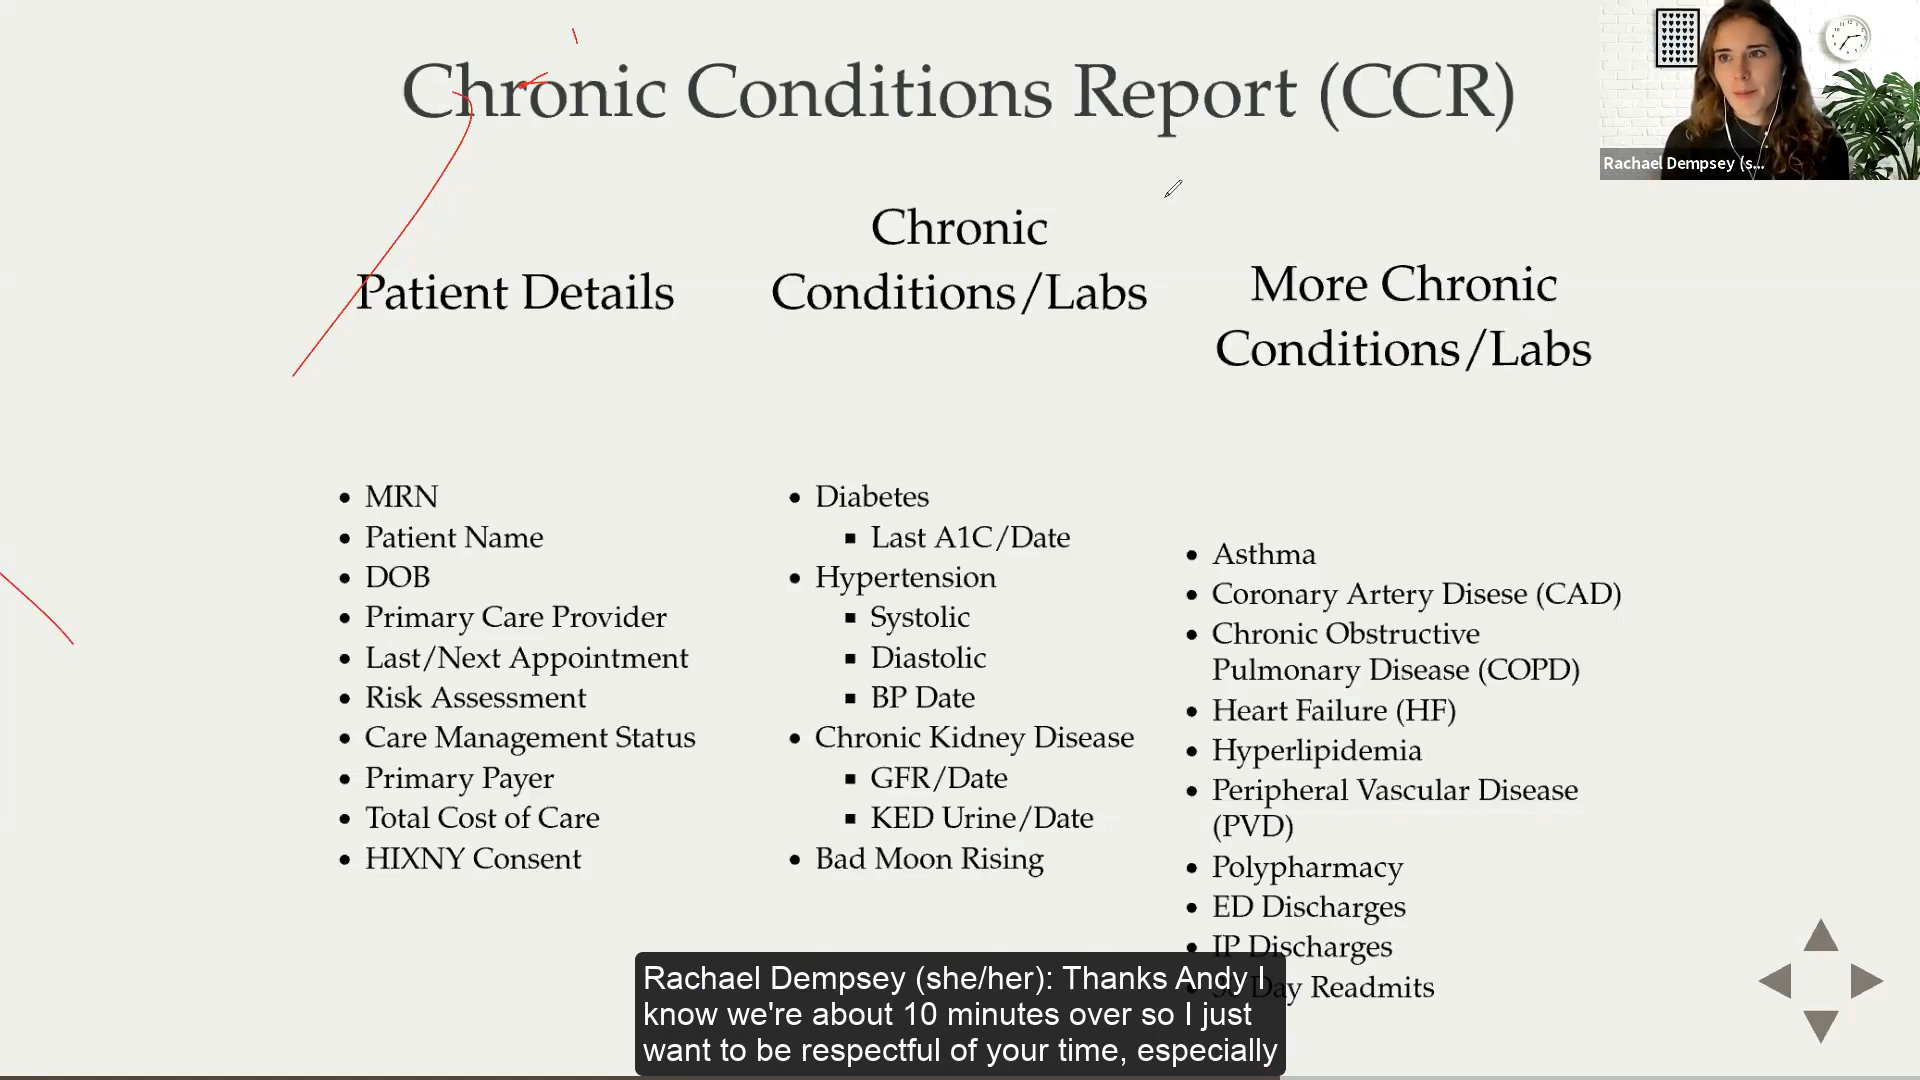 Chronic Conditions Report (CCR)
Rachael Dempsey (s...
Patient Details
MRN
Patient Name
DOB
Primary Care Provider
Last/Next Appointment
Risk Assessment
Care Management Status
Primary Payer
Total Cost of Care
HIXNY Consent
Chronic
Conditions/Labs
Diabetes
Last A1C/Date
Hypertension
Systolic
Diastolic
BP Date
Chronic Kidney Disease
GFR/Date
KED Urine/Date
Bad Moon Rising
More Chronic
Conditions/Labs
Asthma
Coronary Artery Disese (CAD)
Chronic Obstructive
Pulmonary Disease (COPD)
Heart Failure (HF)
Hyperlipidemia
Peripheral Vascular Disease
(PVD)
Polypharmacy
ED Discharges
IP Discharges
Day Readmits
Rachael Dempsey (she/her): Thanks Andy I
know we're about 10 minutes over so I just
want to be respectful of your time, especially